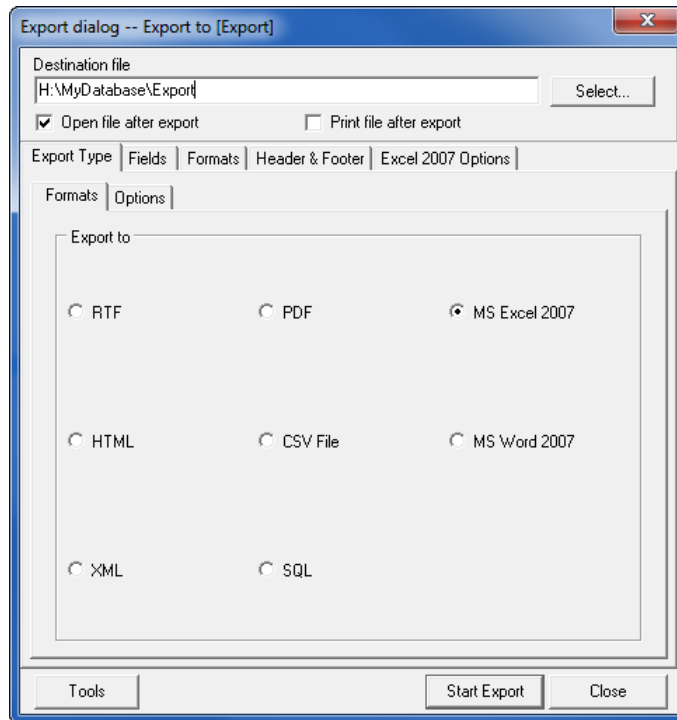 Export dialog -- Export to [Export]
Destination file
H:\MyDatabase\Export
Select...
Open file after export Print file after export
Export Type Fields Formats Header & Footer Excel 2007 Options
Formats Options
Export to
RTF PDF MS Excel 2007
HTML CSV File MS Word 2007
XML SQL
Tools Start Export Close